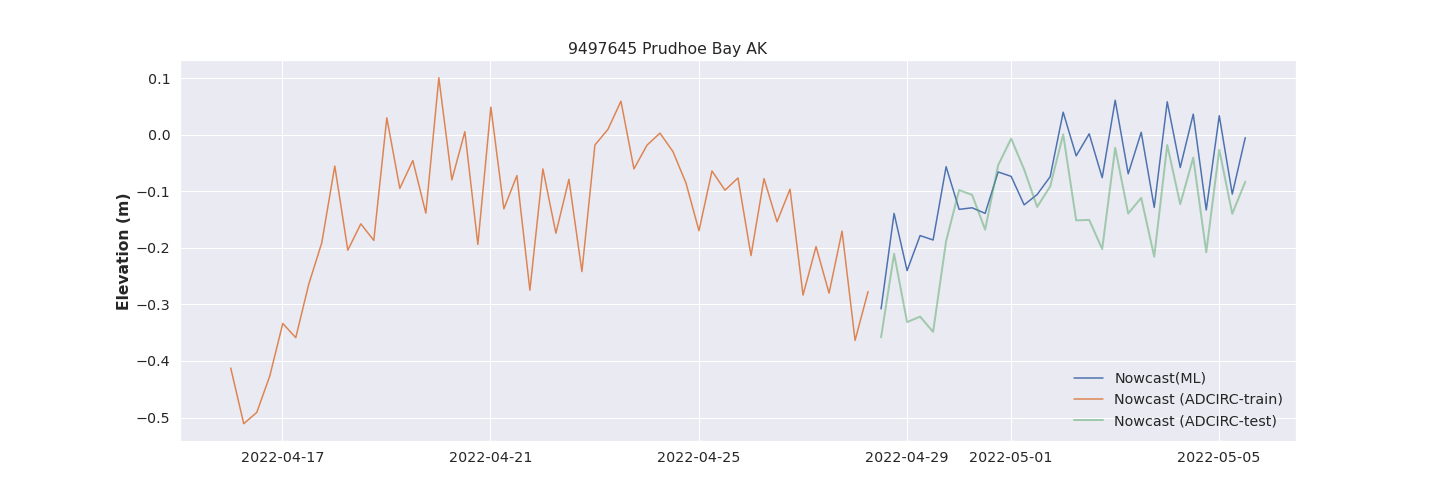 9497645 Prudhoe Bay AK
Elevation (m)
0.1
0.0
−0.1
−0.2
−0.3
−0.4
−0.5
Nowcast(ML)
Nowcast (ADCIRC-train)
Nowcast (ADCIRC-test)
2022-04-17 2022-04-21 2022-04-25 2022-04-29 2022-05-01 2022-05-05